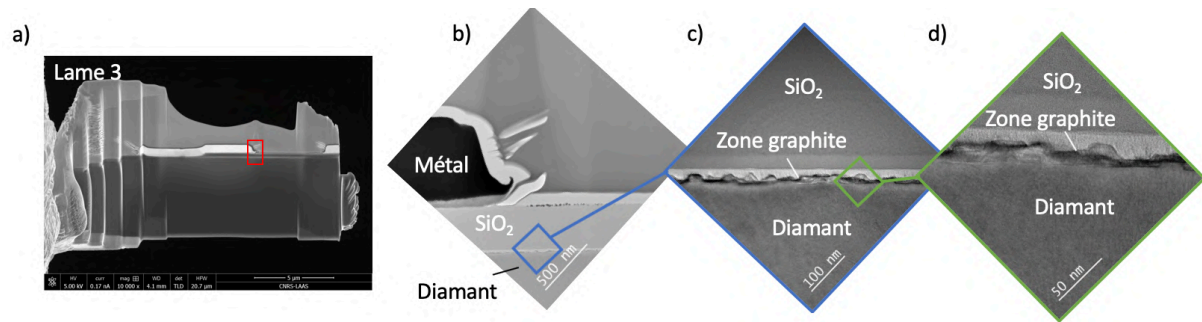 a)
Lame 3
HV curr mag WD det HFW
5.00 kV 0.17 nA 10 000 x 4.1 mm TLD 20.7 µm
5 µm
CNRS-LAAS
b)
Métal
SiO2
Diamant
500 nm
c)
SiO2
Zone graphite
Diamant
100 nm
d)
SiO2
Zone graphite
Diamant
50 nm